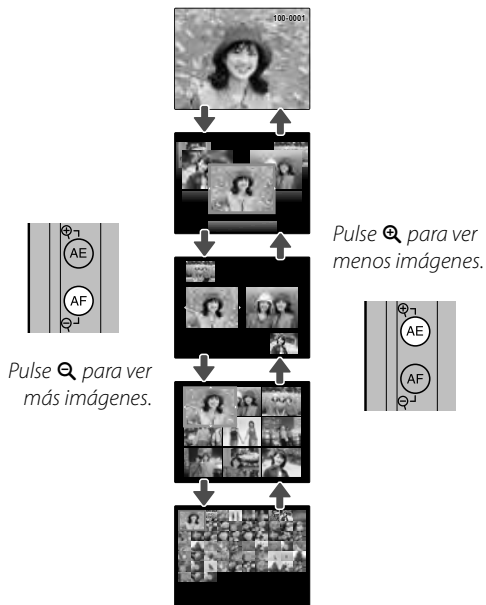 100-0001
AE
AF
Pulse para ver
más imágenes.
Pulse para ver
menos imágenes.
AE
AF